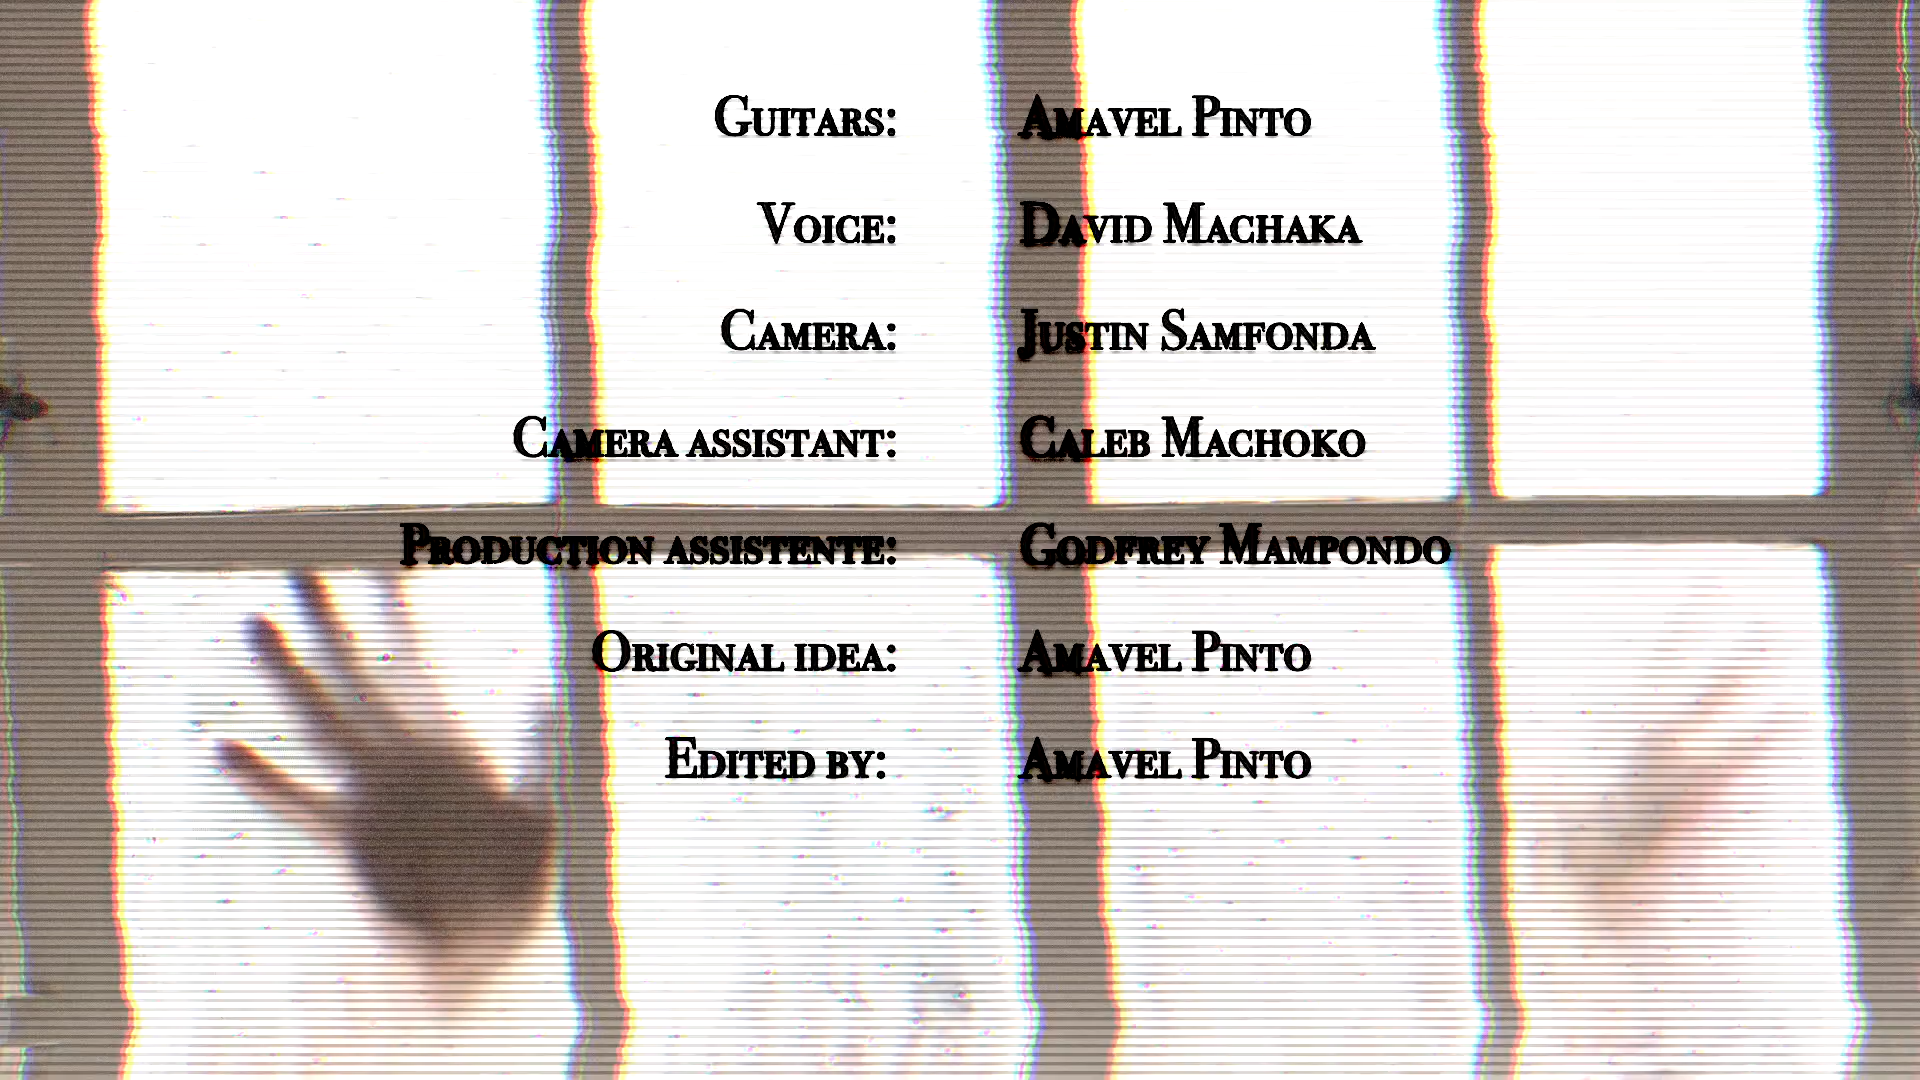 Guitars: Amavel Pinto
Voice: David Machaka
Camera: Justin Samfonda
Camera assistant: Caleb Machoko
Production assistente: Godfrey Mampondo
Original idea: Amavel Pinto
Edited by: Amavel Pinto